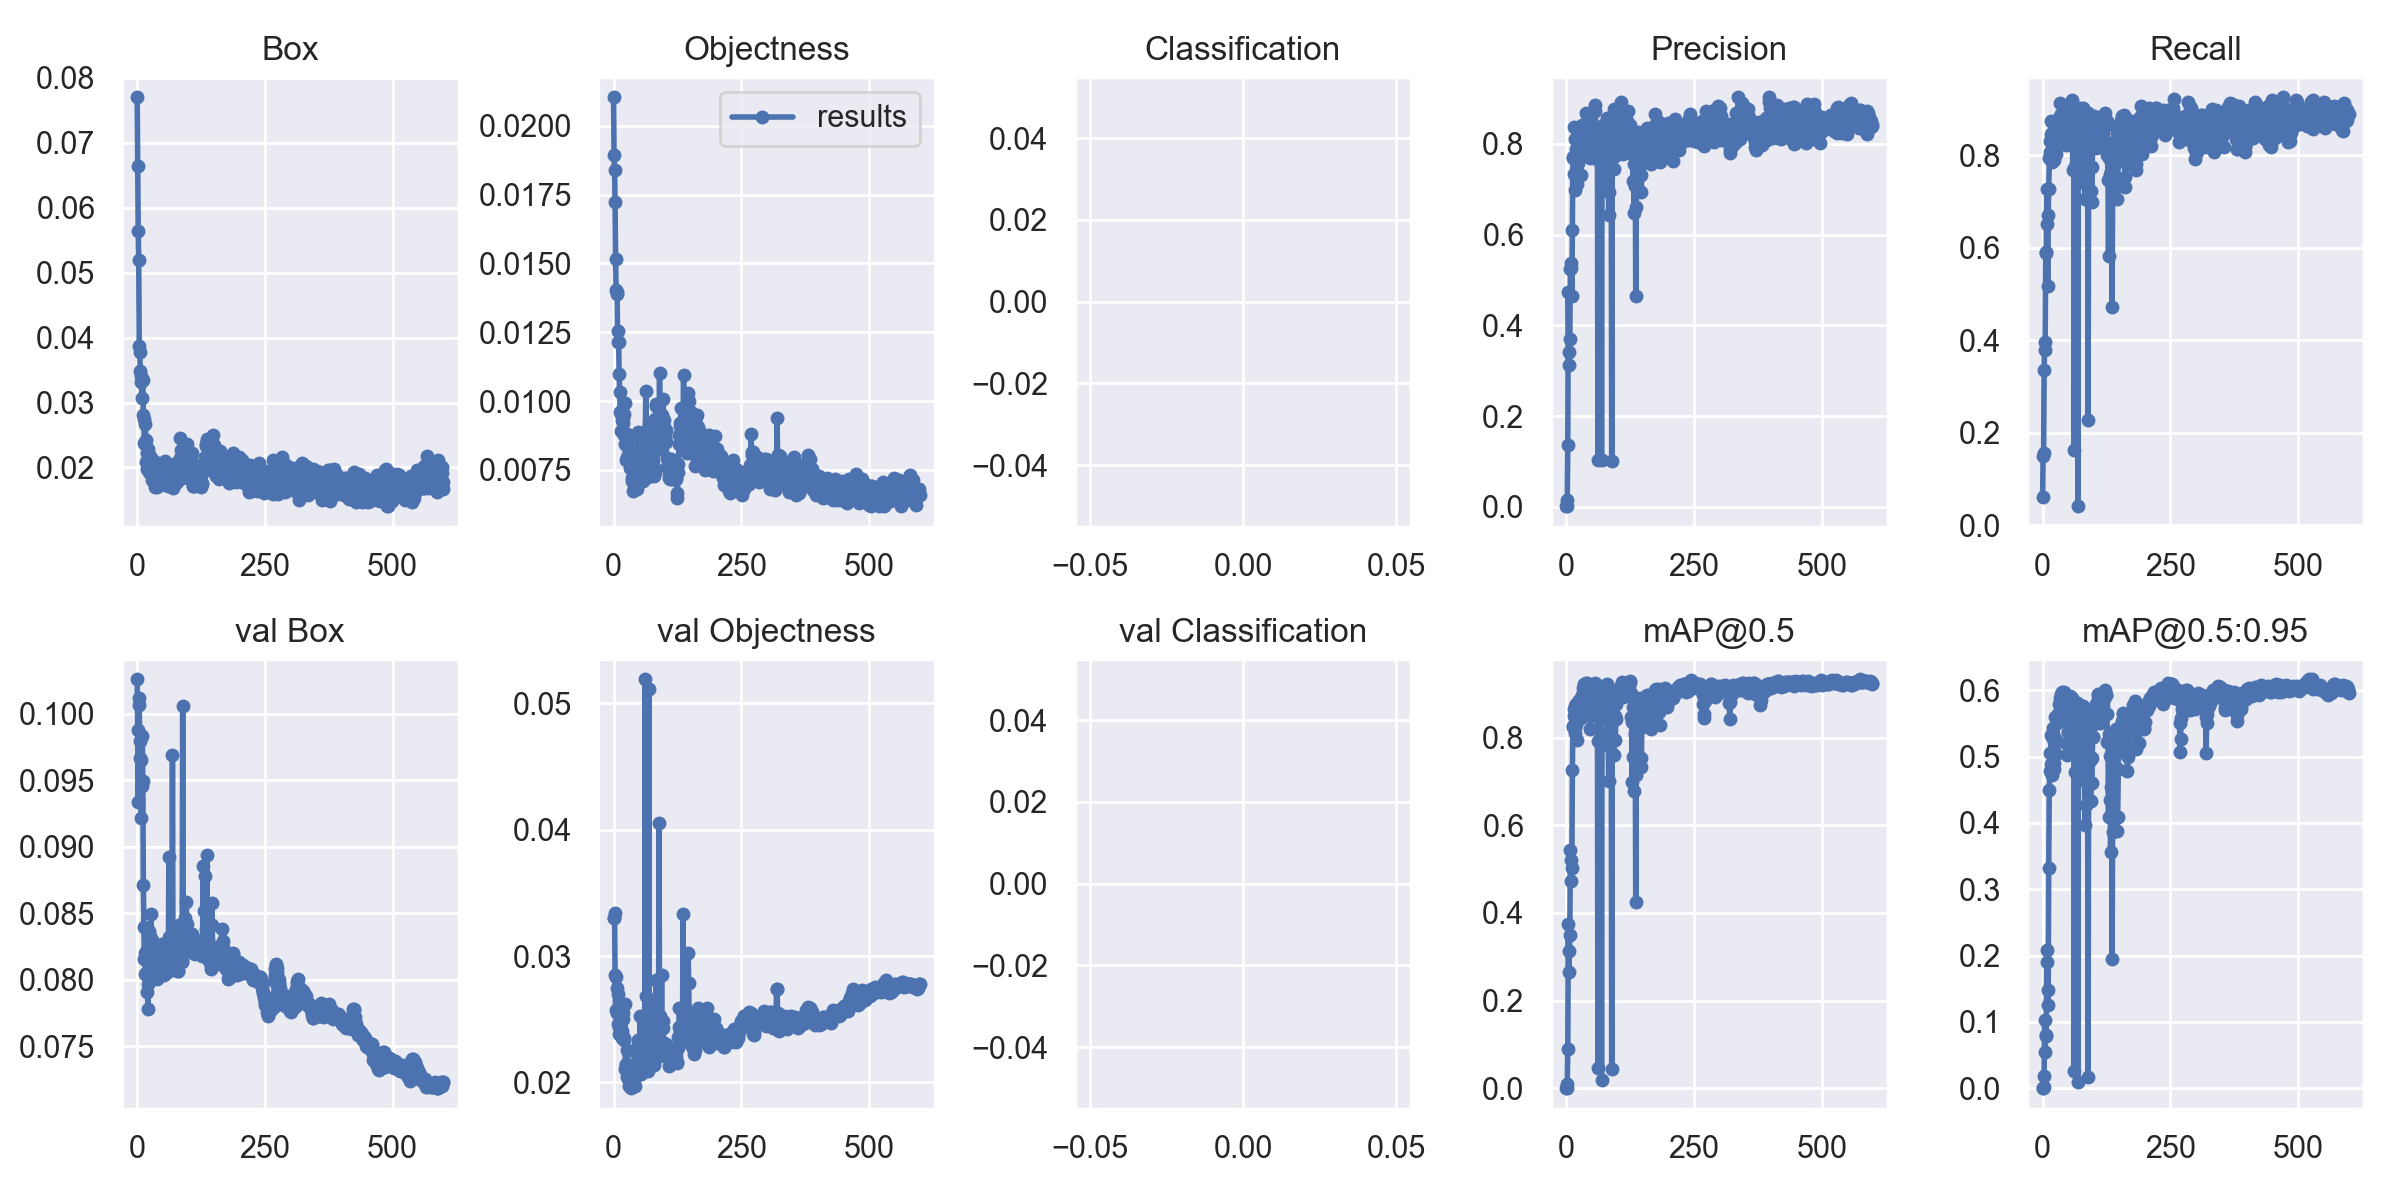 Box
Objectness
Classification
Precision
Recall
0.08
0.07
0.06
0.05
0.04
0.03
0.02
0 250 500
results
0.0200
0.0175
0.0150
0.0125
0.0100
0.0075
0 250 500
0.04
0.02
0.00
−0.02
−0.04
−0.05 0.00 0.05
0.8
0.6
0.4
0.2
0.0
0 250 500
0.8
0.6
0.4
0.2
0.0
0 250 500
val Box
val Objectness
val Classification
mAP@0.5
mAP@0.5:0.95
0.100
0.095
0.090
0.085
0.080
0.075
0 250 500
0.05
0.04
0.03
0.02
0 250 500
0.04
0.02
0.00
−0.02
−0.04
−0.05 0.00 0.05
0.8
0.6
0.4
0.2
0.0
0 250 500
0.6
0.5
0.4
0.3
0.2
0.1
0.0
0 250 500